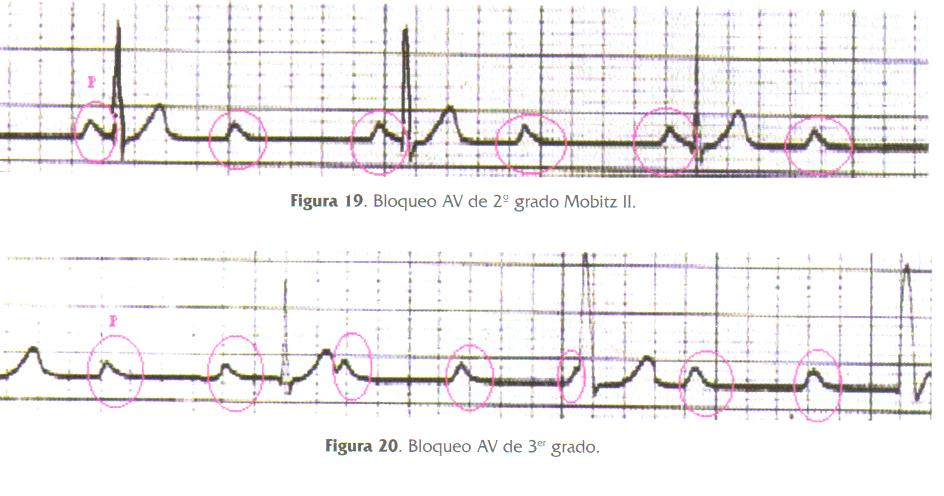 P
Figura 19. Bloqueo AV de 2º grado Mobitz II.
P
Figura 20. Bloqueo AV de 3er grado.